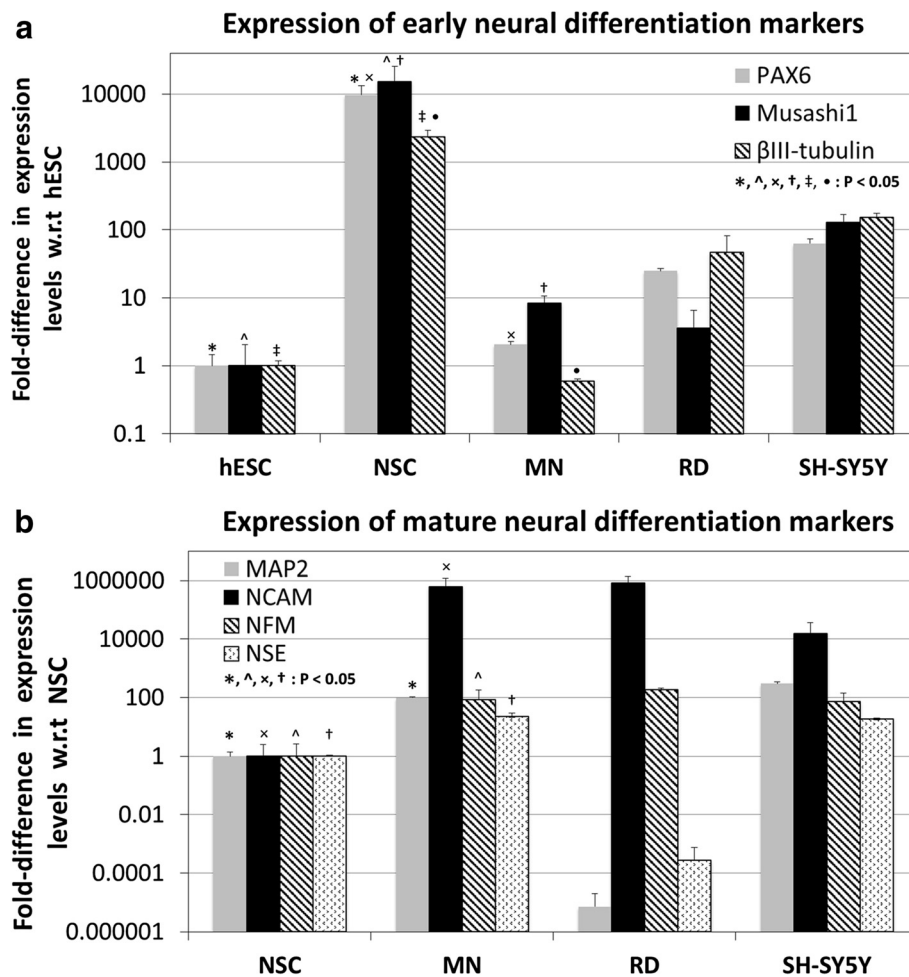 a
Expression of early neural differentiation markers
Fold-difference in expression
levels w.r.t hESC
10000
1000
100
10
1
0.1
* ×
^ †
‡ •
* ^ ‡
× † •
PAX6
Musashi1
βIII-tubulin
*, ^, ×, †, ‡, • : P < 0.05
hESC NSC MN RD SH-SY5Y
b
Expression of mature neural differentiation markers
Fold-difference in expression
levels w.r.t NSC
1000000
10000
100
1
0.01
0.0001
0.000001
MAP2
NCAM
NFM
NSE
*, ^, ×, † : P < 0.05
* × ^ †
* × ^ †
NSC MN RD SH-SY5Y